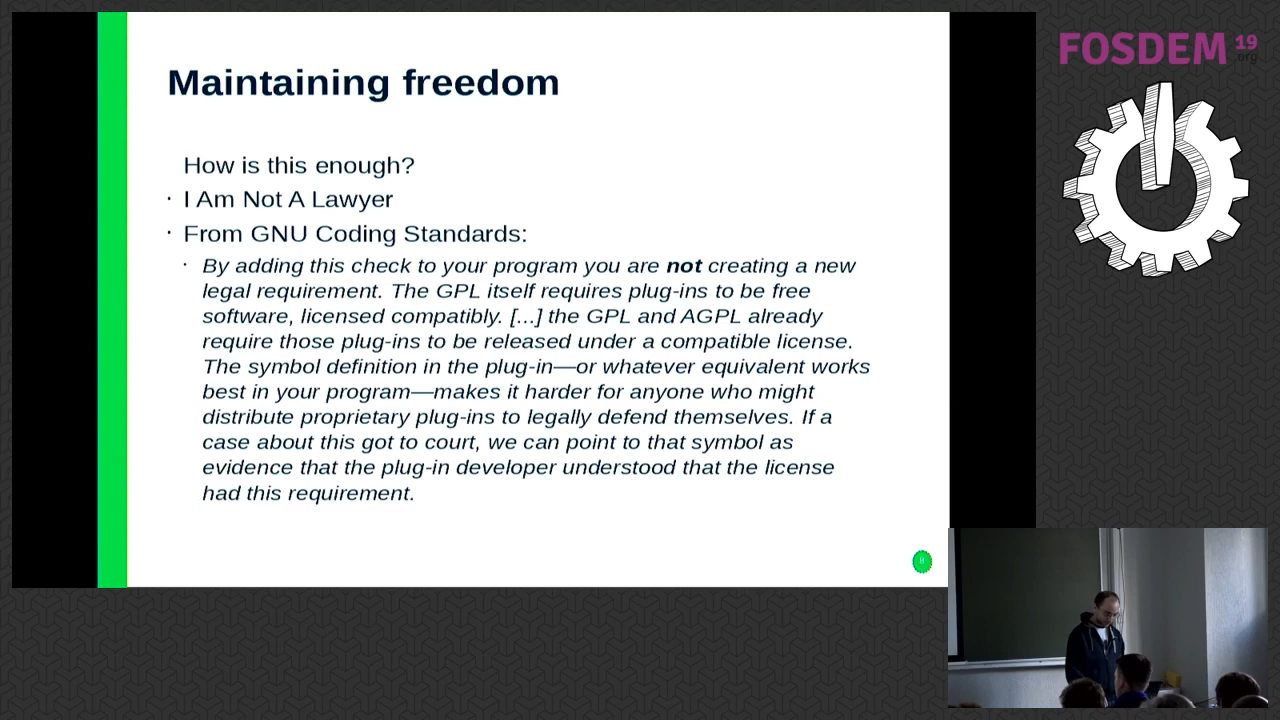 Maintaining freedom
How is this enough?
· I Am Not A Lawyer
· From GNU Coding Standards:
· By adding this check to your program you are not creating a new
legal requirement. The GPL itself requires plug-ins to be free
software, licensed compatibly. [...] the GPL and AGPL already
require those plug-ins to be released under a compatible license.
The symbol definition in the plug-in—or whatever equivalent works
best in your program—makes it harder for anyone who might
distribute proprietary plug-ins to legally defend themselves. If a
case about this got to court, we can point to that symbol as
evidence that the plug-in developer understood that the license
had this requirement.
FOSDEM 19
.org